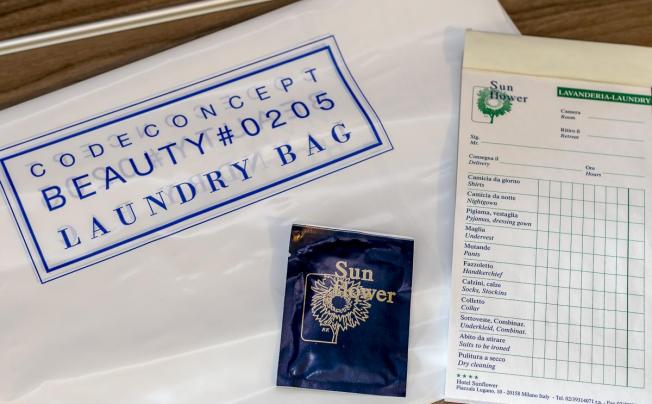 CODECONCEPT
BEAUTY#0205
LAUNDRY BAG
Sun
flower
Sun
flower
LAVANDERIA-LAUNDRY
Camera
Room
Ritiro il
Retreat
Sig.
Mr.
Consegna il
Delivery
Ore
Hours
Camicia da giorno
Shirts
Camicia da notte
Nightgown
Pigiama, vestaglia
Pyjamas, dressing gown
Maglia
Undervest
Mutande
Pants
Fazzoletto
Handkerchief
Calzini, calze
Socks, Stockins
Colletto
Collar
Sottoveste, Combinaz.
Underkleid, Combinat.
Abito da stirare
Suits to be ironed
Pulitura a secco
Dry cleaning
★★★★
Hotel Sunflower
Piazzale Lugano, 10 - 20158 Milano Italy - Tel. 02/39314071